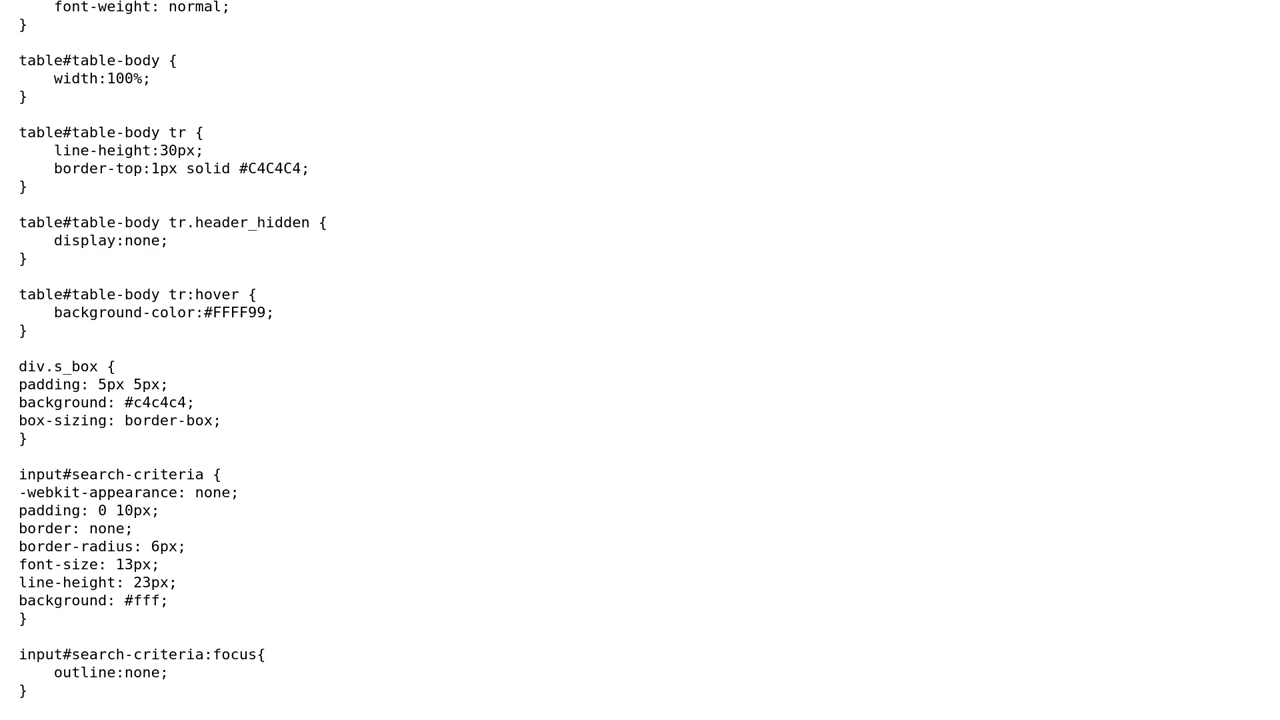 font-weight: normal;
}

table#table-body {
    width:100%;
}

table#table-body tr {
    line-height:30px;
    border-top:1px solid #C4C4C4;
}

table#table-body tr.header_hidden {
    display:none;
}

table#table-body tr:hover {
    background-color:#FFFF99;
}

div.s_box {
padding: 5px 5px;
background: #c4c4c4;
box-sizing: border-box;
}

input#search-criteria {
-webkit-appearance: none;
padding: 0 10px;
border: none;
border-radius: 6px;
font-size: 13px;
line-height: 23px;
background: #fff;
}

input#search-criteria:focus{
    outline:none;
}